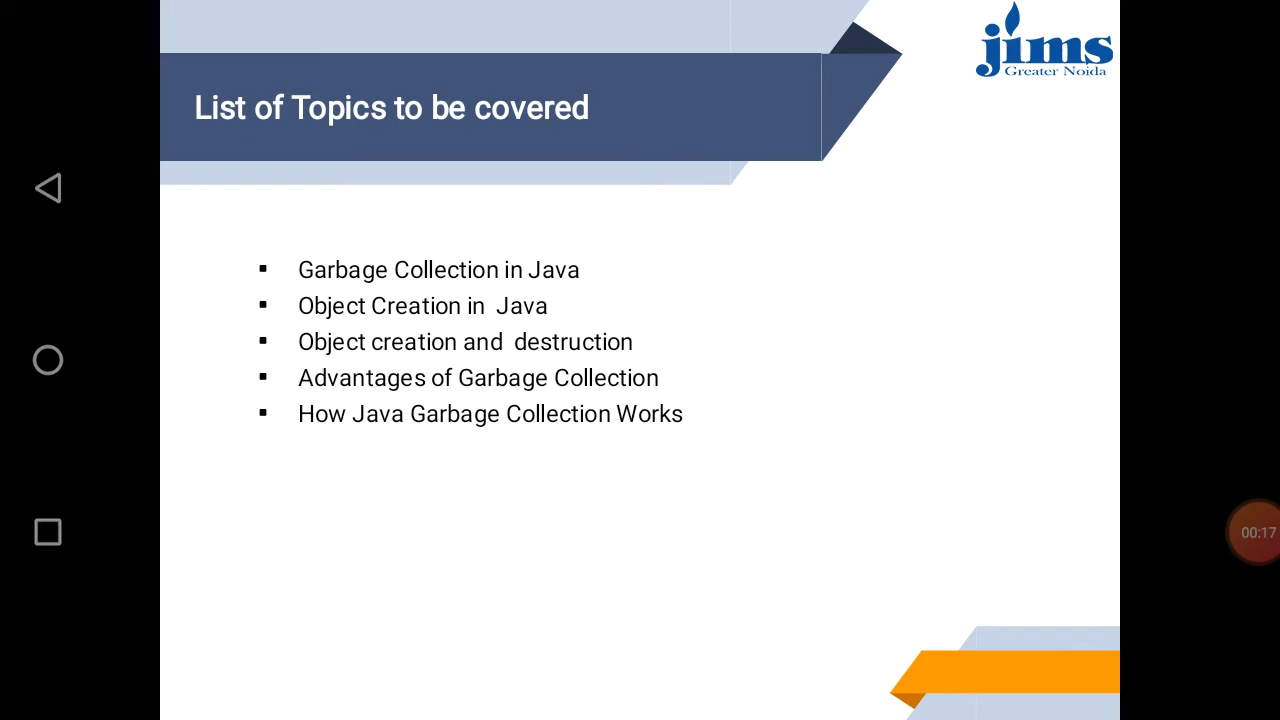 jims
Greater Noida
List of Topics to be covered
▪ Garbage Collection in Java
▪ Object Creation in  Java
▪ Object creation and  destruction
▪ Advantages of Garbage Collection
▪ How Java Garbage Collection Works
00:17